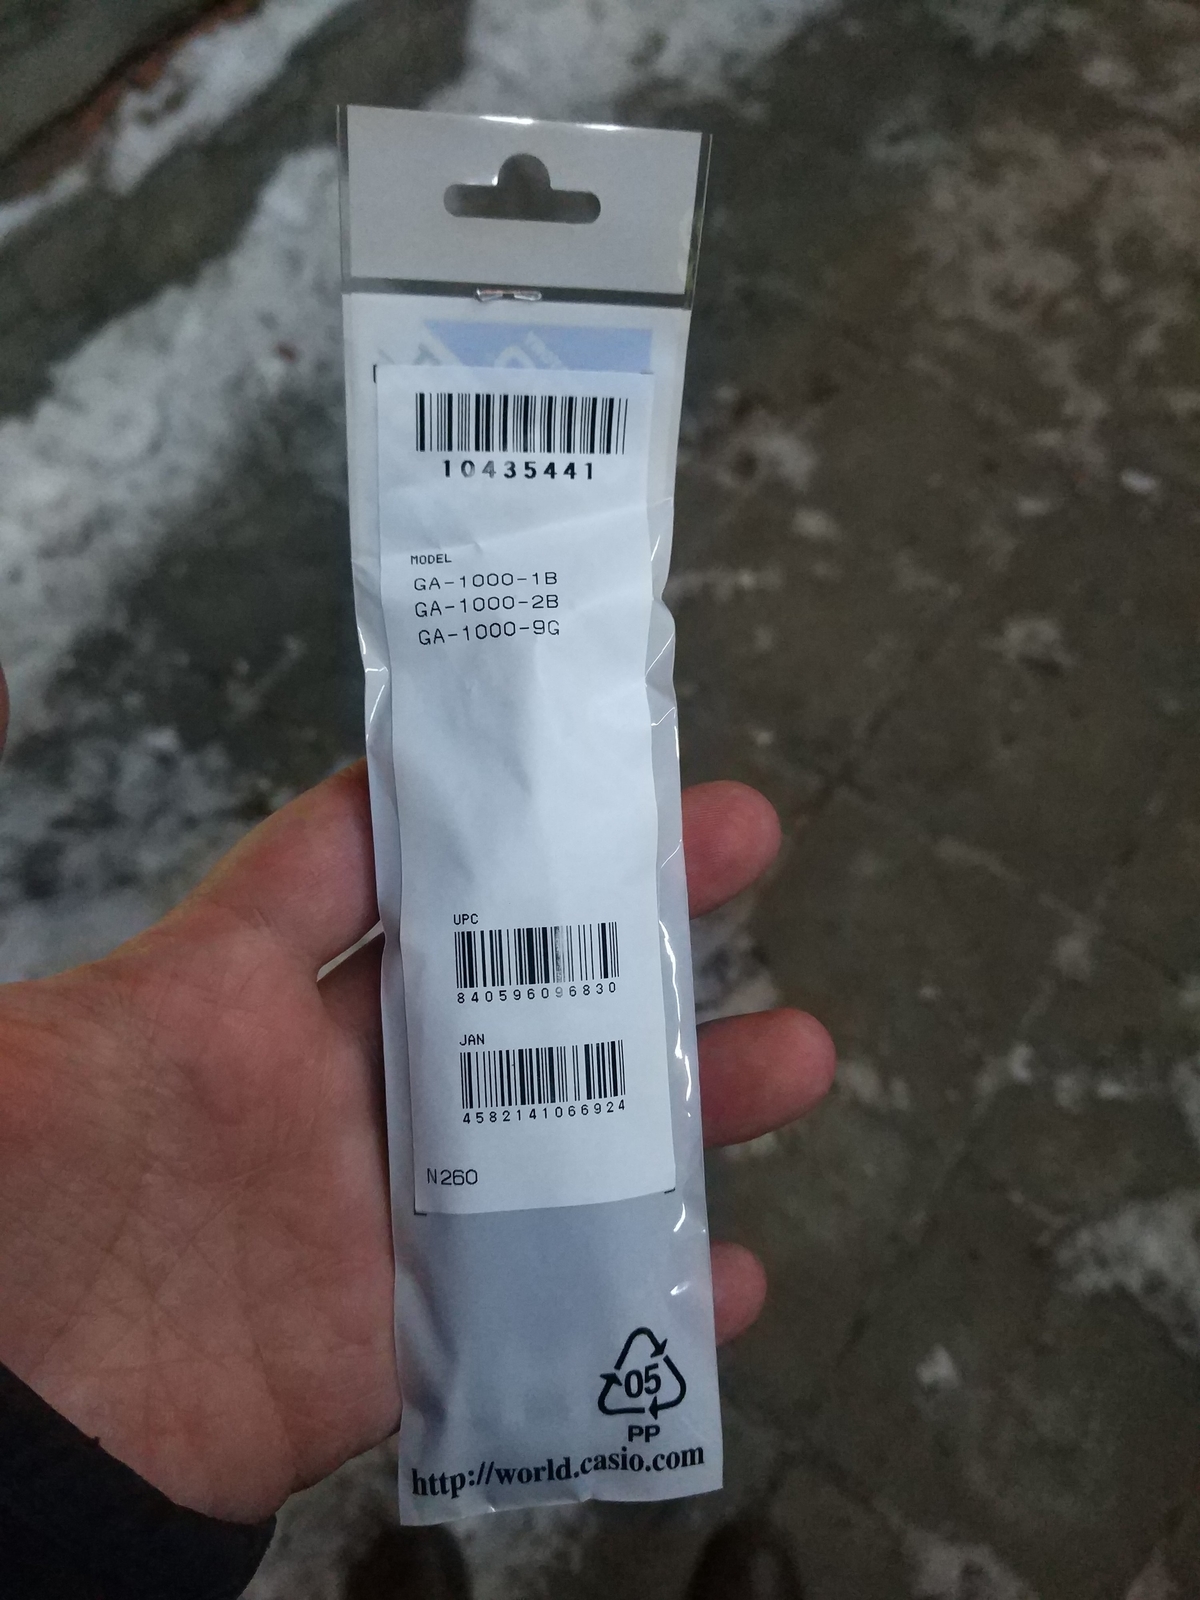 10435441
MODEL
GA-1000-1B
GA-1000-2B
GA-1000-9G
UPC
840596096830
JAN
4582141066924
N260
05
PP
http://world.casio.com